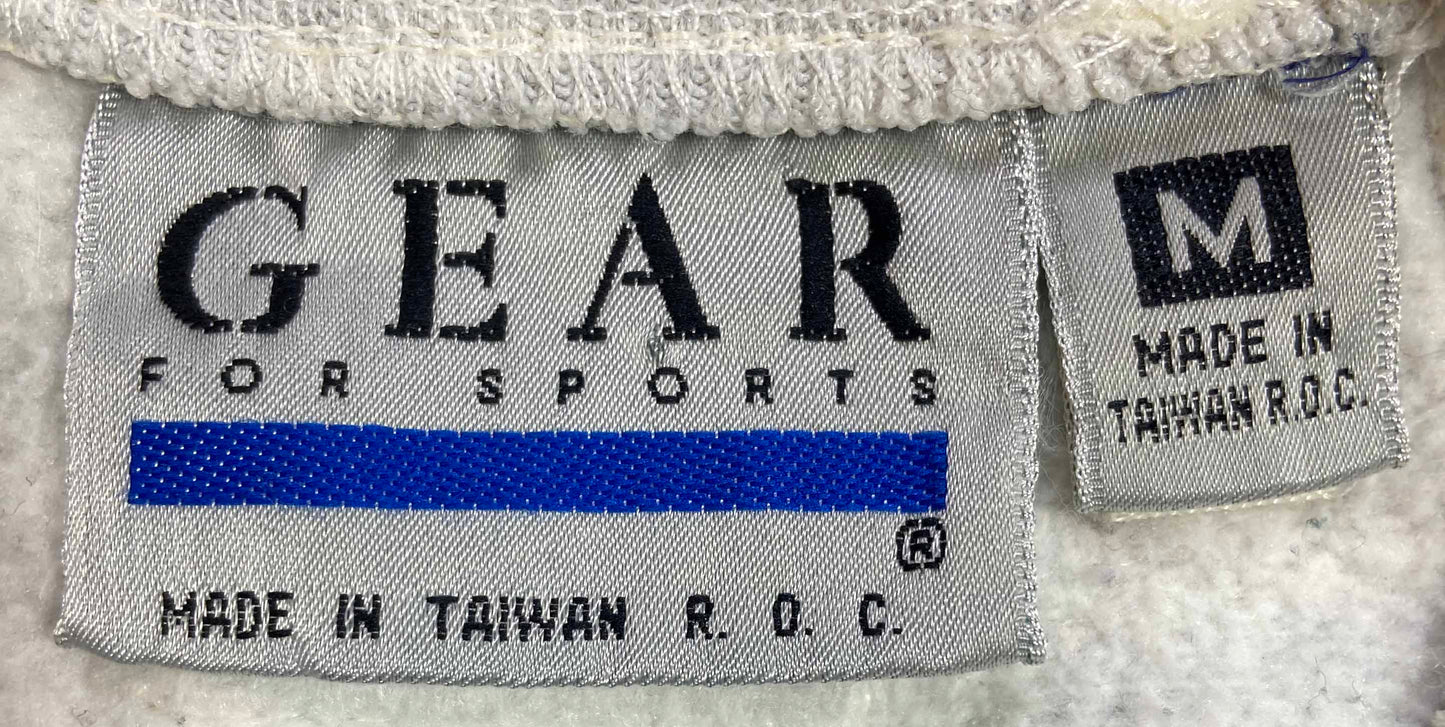 GEAR
FOR SPORTS
®
MADE IN TAIWAN R. O. C.
M
MADE IN
TAIWAN R.O.C.